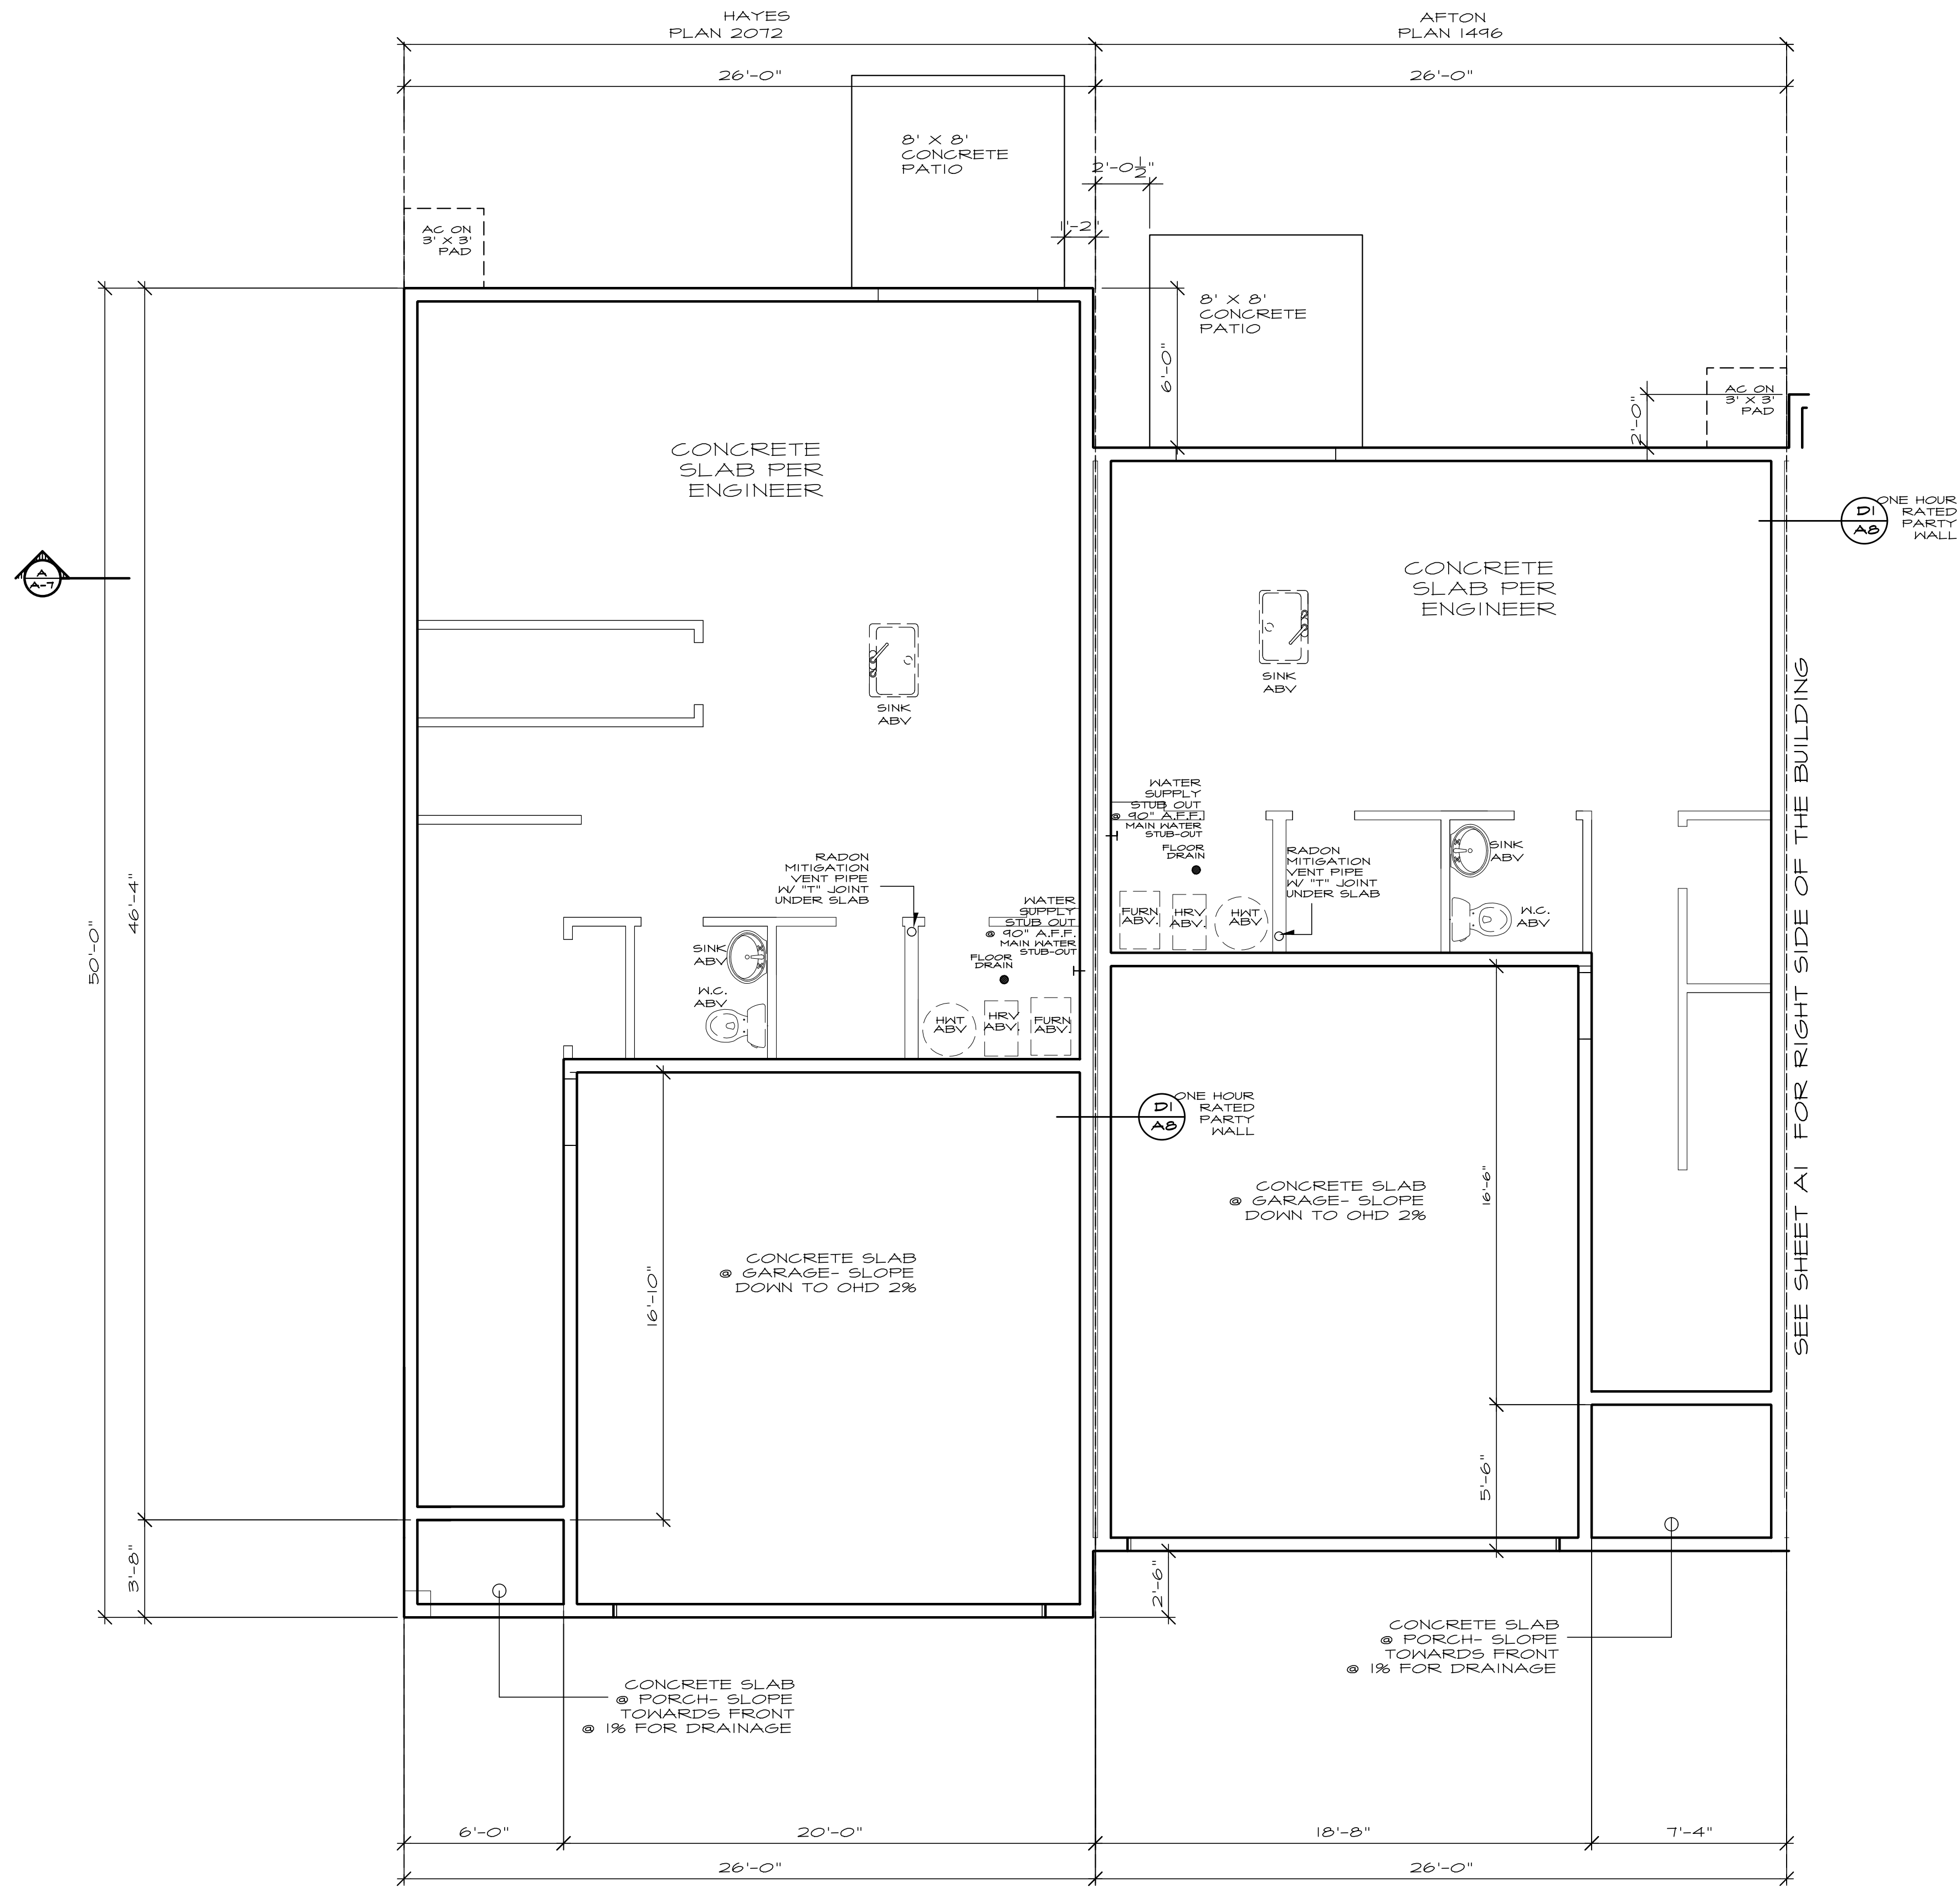 HAYES
PLAN 2072
AFTON
PLAN 1496
26'-0"
26'-0"
8' X 8'
CONCRETE
PATIO
2'-0 1/2"
1'-2"
AC ON
3' X 3'
PAD
8' X 8'
CONCRETE
PATIO
6'-0"
AC ON
3' X 3'
PAD
2'-0"
CONCRETE
SLAB PER
ENGINEER
D1
A8
ONE HOUR
RATED
PARTY
WALL
A
A-7
CONCRETE
SLAB PER
ENGINEER
SINK
ABV
SINK
ABV
SEE SHEET A1 FOR RIGHT SIDE OF THE BUILDING
WATER
SUPPLY
STUB OUT
@ 90" A.F.F.
MAIN WATER
STUB-OUT
FLOOR
DRAIN
RADON
MITIGATION
VENT PIPE
W/ "T" JOINT
UNDER SLAB
SINK
ABV
RADON
MITIGATION
VENT PIPE
W/ "T" JOINT
UNDER SLAB
46'-4"
50'-0"
WATER
SUPPLY
STUB OUT
@ 90" A.F.F.
MAIN WATER
STUB-OUT
FLOOR
DRAIN
FURN
ABV.
HRV
ABV.
HWT
ABV
W.C.
ABV
SINK
ABV
W.C.
ABV
HWT
ABV
HRV
ABV.
FURN
ABV.
D1
A8
ONE HOUR
RATED
PARTY
WALL
16'-6"
CONCRETE SLAB
@ GARAGE- SLOPE
DOWN TO OHD 2%
CONCRETE SLAB
@ GARAGE- SLOPE
DOWN TO OHD 2%
16'-10"
5'-6"
3'-8"
2'-6"
CONCRETE SLAB
@ PORCH- SLOPE
TOWARDS FRONT
@ 1% FOR DRAINAGE
CONCRETE SLAB
@ PORCH- SLOPE
TOWARDS FRONT
@ 1% FOR DRAINAGE
6'-0"
20'-0"
18'-8"
7'-4"
26'-0"
26'-0"